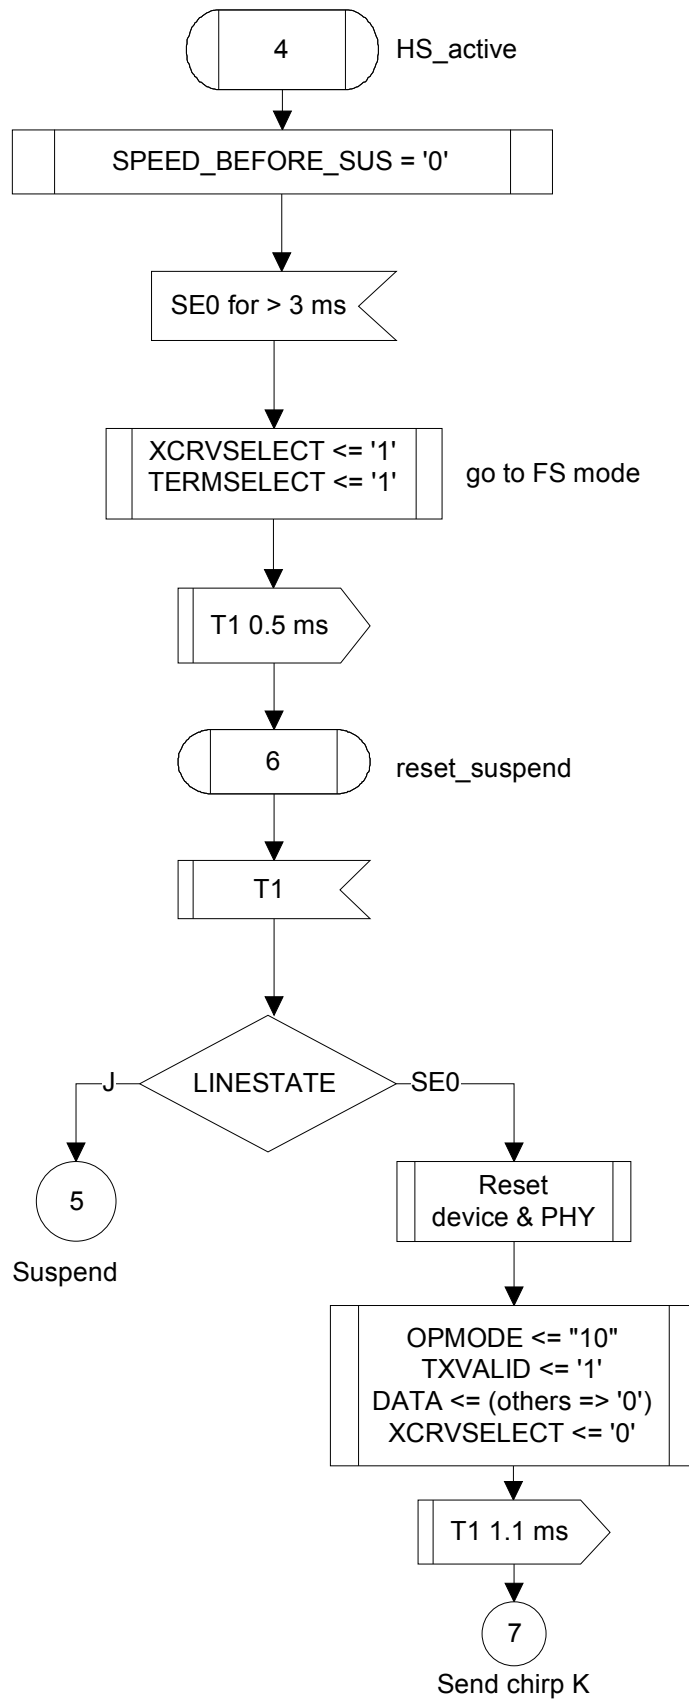 4
HS_active
SPEED_BEFORE_SUS = '0'
SE0 for > 3 ms
XCRVSELECT <= '1'
TERMSELECT <= '1'
go to FS mode
T1 0.5 ms
6
reset_suspend
T1
J
LINESTATE
SE0
5
Suspend
Reset
device & PHY
OPMODE <= "10"
TXVALID <= '1'
DATA <= (others => '0')
XCRVSELECT <= '0'
T1 1.1 ms
7
Send chirp K